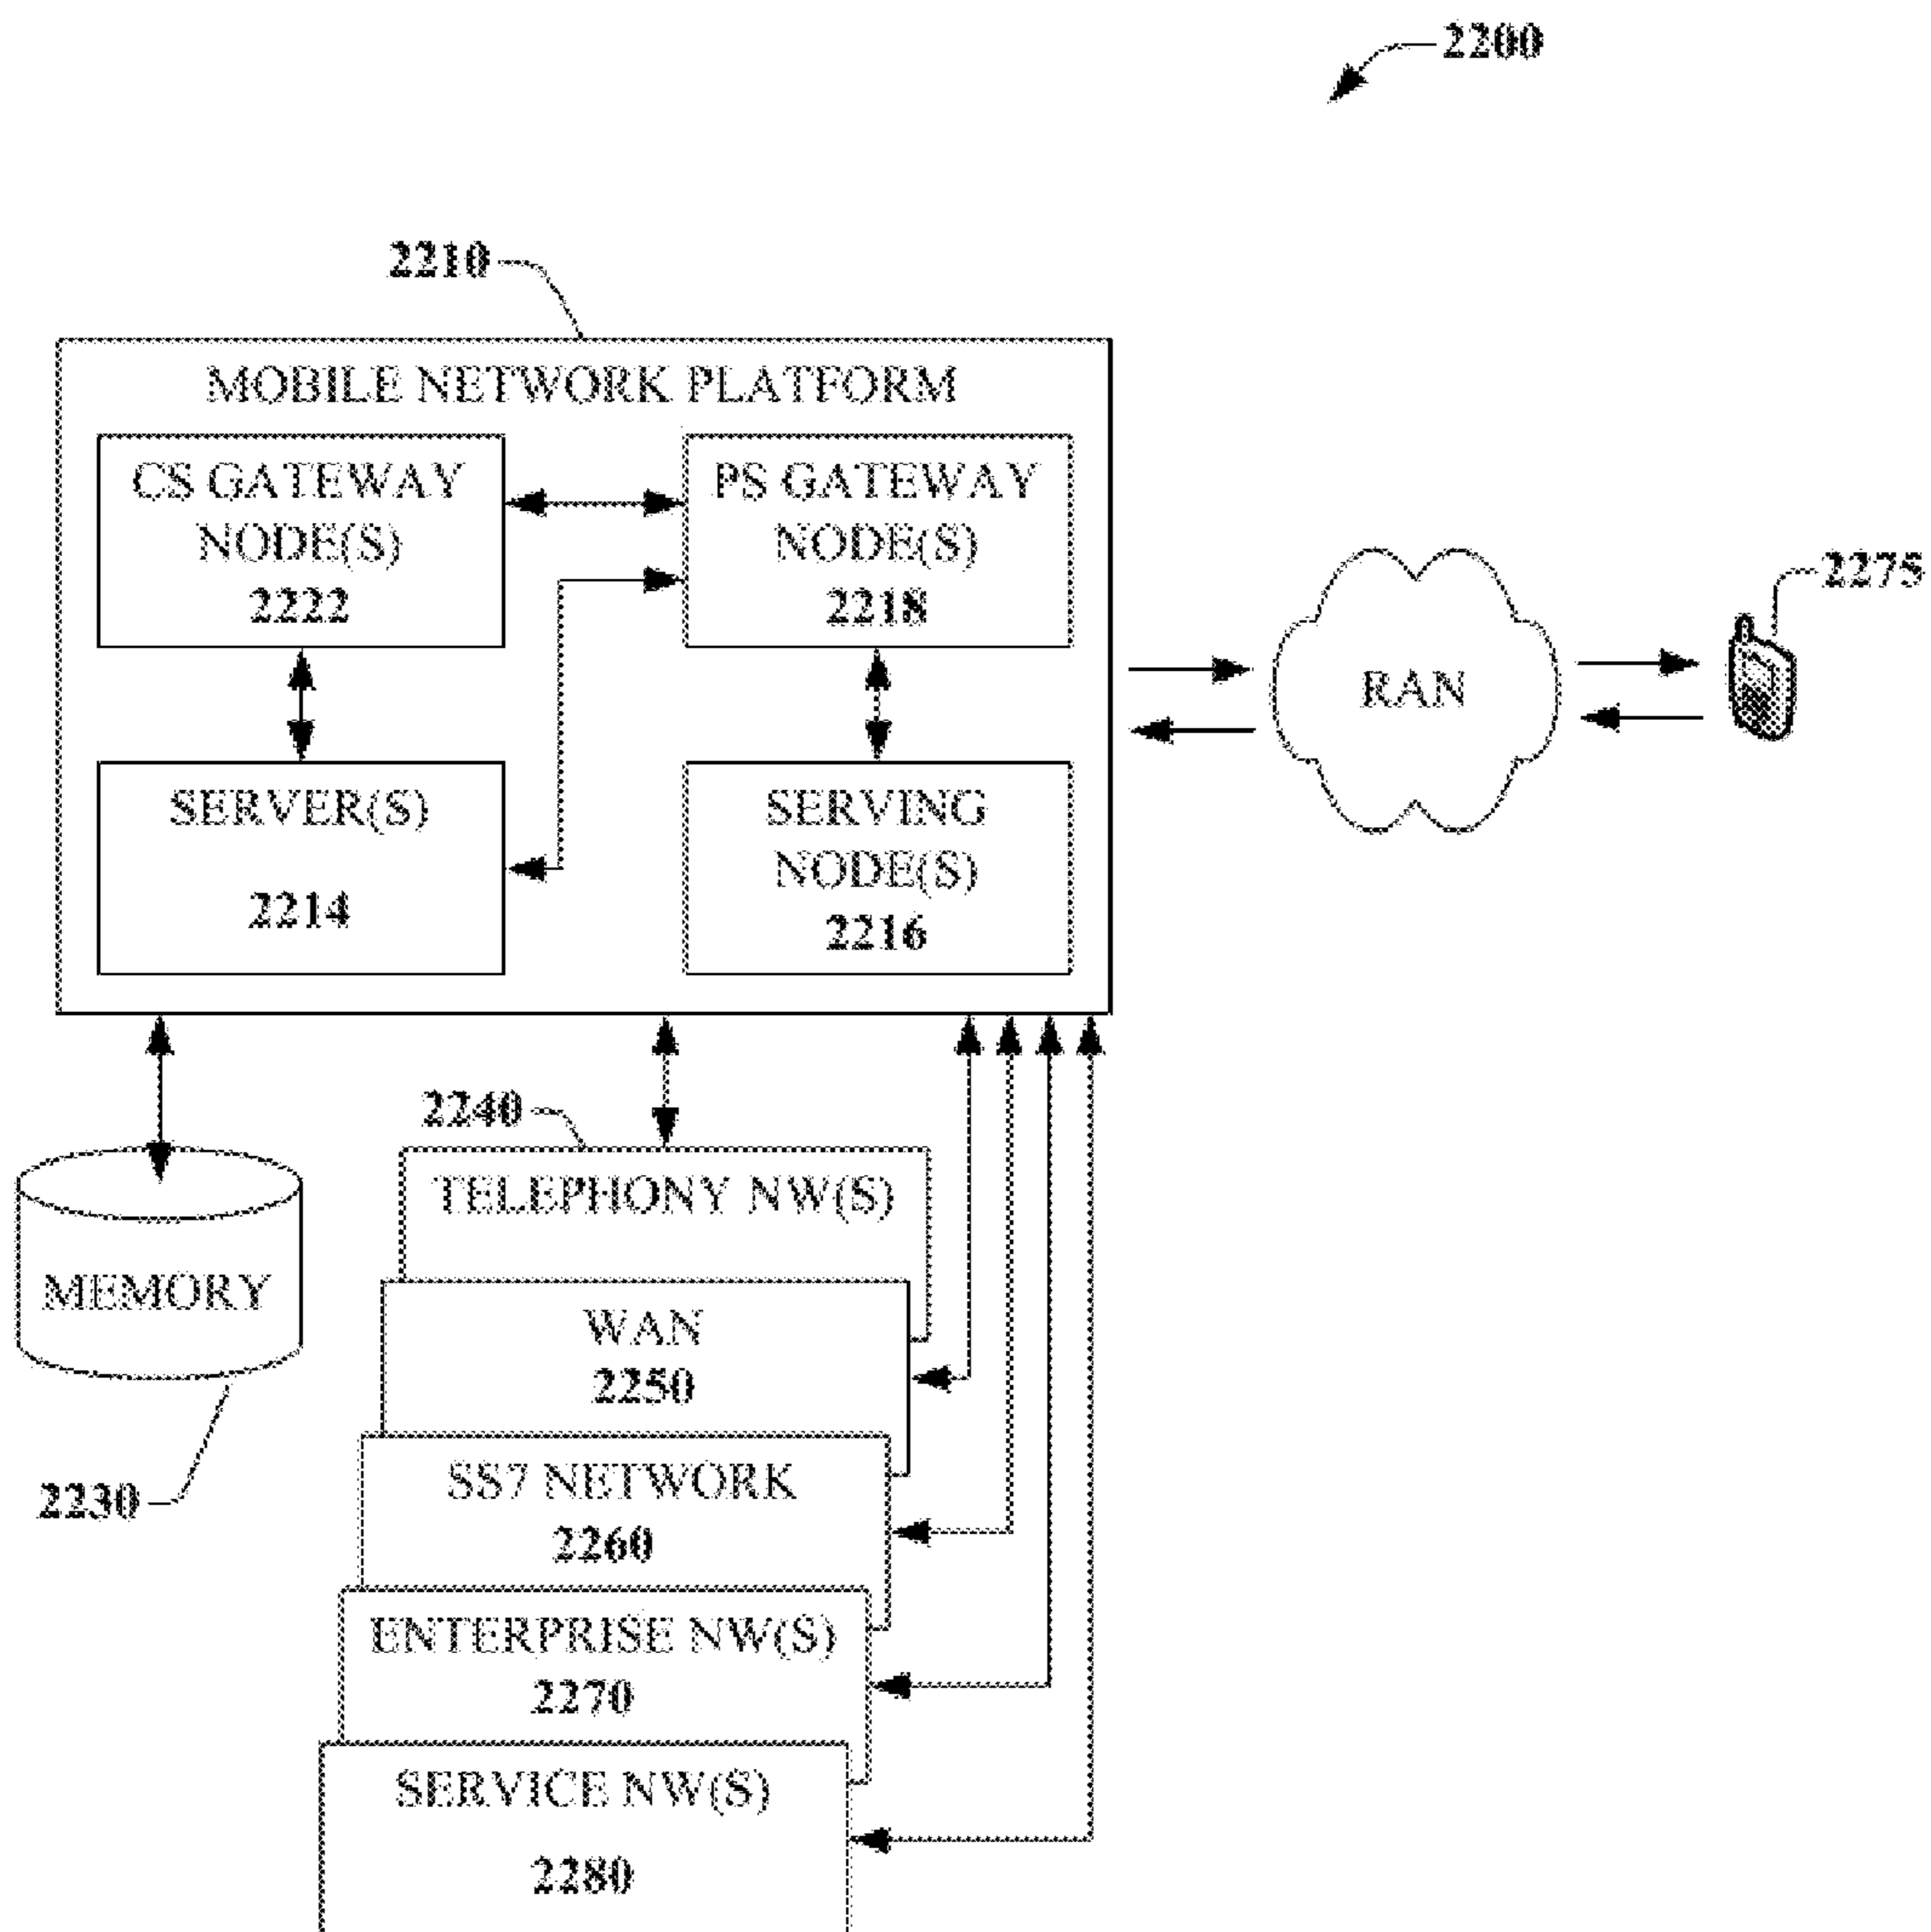 2200
2210
MOBILE NETWORK PLATFORM
CS GATEWAY
NODE(S)
2222
PS GATEWAY
NODE(S)
2218
SERVER(S)
2214
SERVING
NODE(S)
2216
RAN
2275
2240
TELEPHONY NW(S)
MEMORY
2230
WAN
2250
SS7 NETWORK
2260
ENTERPRISE NW(S)
2270
SERVICE NW(S)
2280